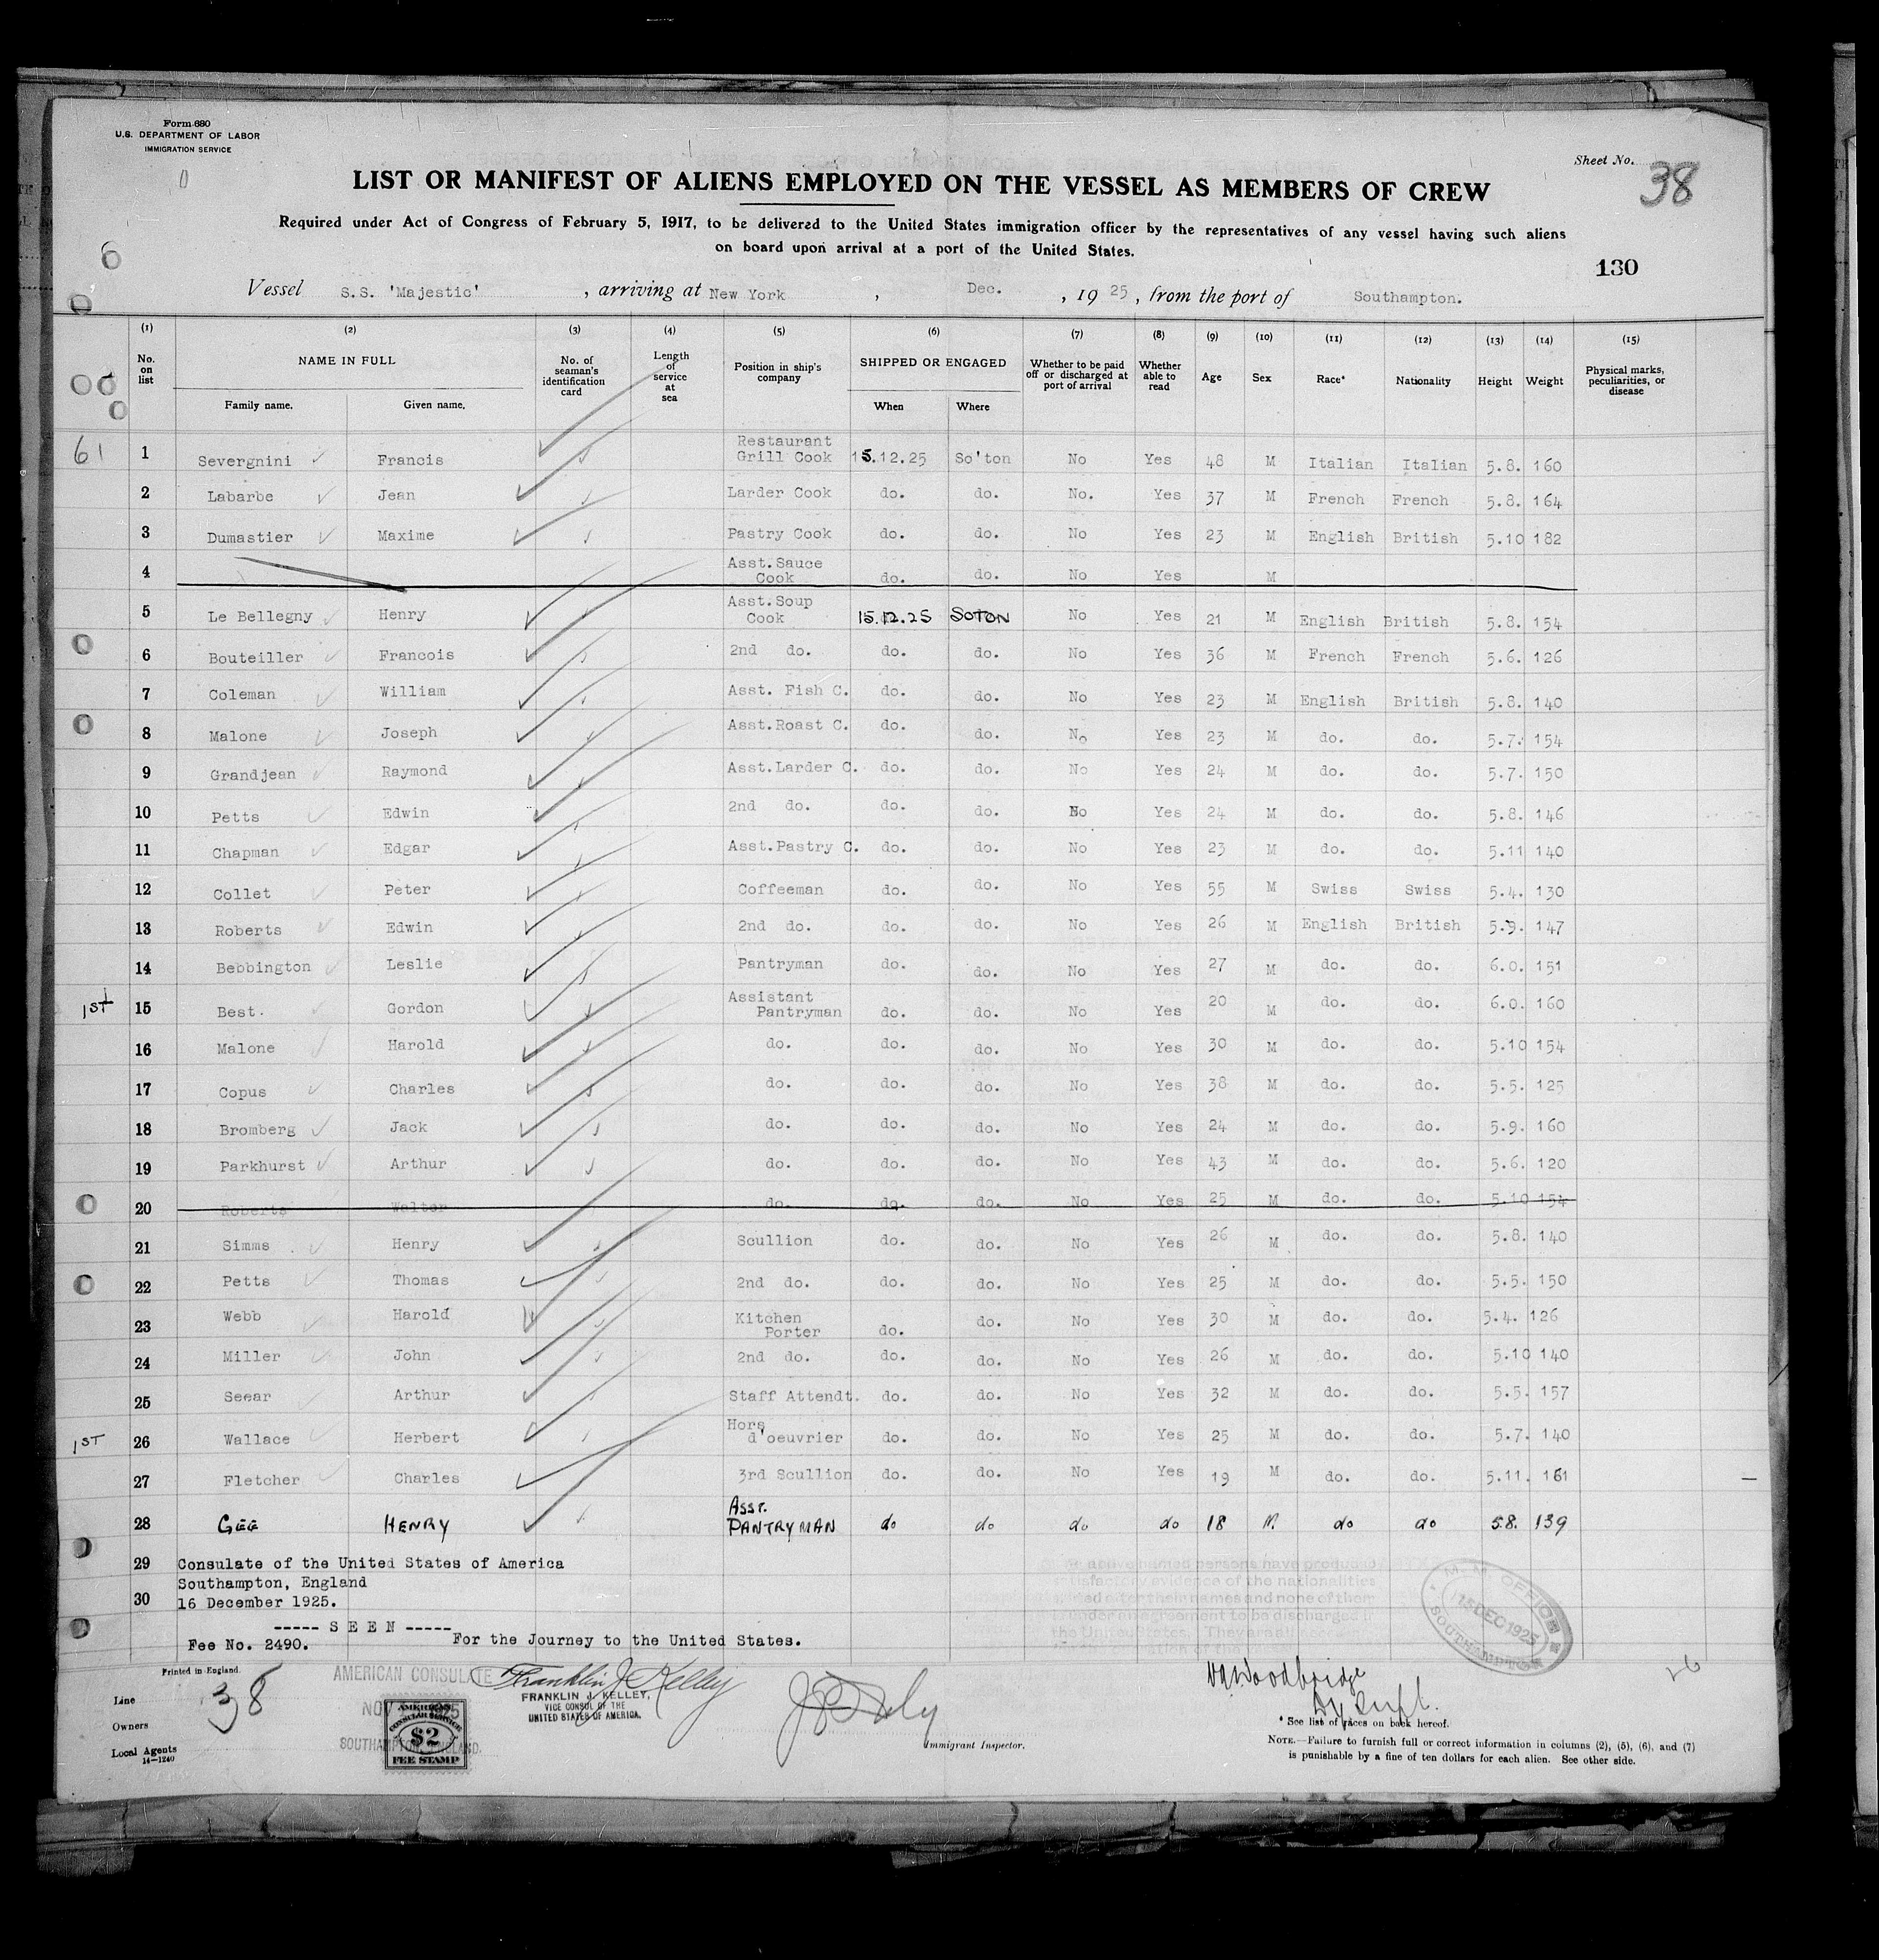 Form 680
U.S. DEPARTMENT OF LABOR
IMMIGRATION SERVICE
Sheet No. 38
LIST OR MANIFEST OF ALIENS EMPLOYED ON THE VESSEL AS MEMBERS OF CREW
Required under Act of Congress of February 5, 1917, to be delivered to the United States immigration officer by the representatives of any vessel having such aliens
on board upon arrival at a port of the United States.
130
Vessel S.S. 'Majestic' , arriving at New York , Dec. , 19 25 , from the port of Southampton.
(1) (2) (3) (4) (5) (6) (7) (8) (9) (10) (11) (12) (13) (14) (15)
No. on list NAME IN FULL Family name. Given name. No. of seaman's identification card Length of service at sea Position in ship's company SHIPPED OR ENGAGED When Where Whether to be paid off or discharged at port of arrival Whether able to read Age Sex Race* Nationality Height Weight Physical marks, peculiarities, or disease
61 1 Severgnini Francis Restaurant Grill Cook 15.12.25 So'ton No Yes 48 M Italian Italian 5.8. 160
2 Labarbe Jean Larder Cook do. do. No. Yes 37 M French French 5.8. 164
3 Dumastier Maxime Pastry Cook do. do. No Yes 23 M English British 5.10 182
4 Asst.Sauce Cook do. do. No Yes M
5 Le Bellegny Henry Asst.Soup Cook 15.12.25 SOTON No Yes 21 M English British 5.8. 154
6 Bouteiller Francois 2nd do. do. do. No Yes 36 M French French 5.6. 126
7 Coleman William Asst. Fish C. do. do. No Yes 23 M English British 5.8. 140
8 Malone Joseph Asst.Roast C. do. do. No Yes 23 M do. do. 5.7. 154
9 Grandjean Raymond Asst.Larder C. do. do. No Yes 24 M do. do. 5.7. 150
10 Petts Edwin 2nd do. do. do. No Yes 24 M do. do. 5.8. 146
11 Chapman Edgar Asst.Pastry C. do. do. No Yes 23 M do. do. 5.11 140
12 Collet Peter Coffeeman do. do. No Yes 55 M Swiss Swiss 5.4. 130
13 Roberts Edwin 2nd do. do. do. No Yes 26 M English British 5.9. 147
14 Bebbington Leslie Pantryman do. do. No Yes 27 M do. do. 6.0. 151
1st 15 Best. Gordon Assistant Pantryman do. do. No Yes 20 M do. do. 6.0. 160
16 Malone Harold do. do. do. No Yes 30 M do. do. 5.10 154
17 Copus Charles do. do. do. No Yes 38 M do. do. 5.5. 125
18 Bromberg Jack do. do. do. No Yes 24 M do. do. 5.9. 160
19 Parkhurst Arthur do. do. do. No Yes 43 M do. do. 5.6. 120
20 Roberts Walter do. do. do. No Yes 25 M do. do. 5.10 154
21 Simms Henry Scullion do. do. No Yes 26 M do. do. 5.8. 140
22 Petts Thomas 2nd do. do. do. No Yes 25 M do. do. 5.5. 150
23 Webb Harold Kitchen Porter do. do. No Yes 30 M do. do. 5.4. 126
24 Miller John 2nd do. do. do. No Yes 26 M do. do. 5.10 140
25 Seear Arthur Staff Attendt. do. do. No Yes 32 M do. do. 5.5. 157
1ST 26 Wallace Herbert Hors d'oeuvrier do. do. No Yes 25 M do. do. 5.7. 140
27 Fletcher Charles 3rd Scullion do. do. No Yes 19 M do. do. 5.11. 161
28 GEE HENRY ASST. PANTRYMAN do do do do 18 M. do do 5.8. 139
29 Consulate of the United States of America
Southampton, England
30 16 December 1925.
----- S E E N -----
Fee No. 2490. For the Journey to the United States.
M. M. OFFICE
15 DEC 1925
SOUTHAMPTON
Printed in England
Line
Owners
Local Agents
14—1240
38
AMERICAN CONSULATE
NOV
SOUTHAMPTON, ENGLAND.
AMERICAN
CONSULAR SERVICE
$2
FEE STAMP
Franklin J. Kelley
FRANKLIN J. KELLEY,
VICE CONSUL OF THE
UNITED STATES OF AMERICA.
Immigrant Inspector.
Woodbridge
* See list of races on back hereof.
NOTE.—Failure to furnish full or correct information in columns (2), (5), (6), and (7)
is punishable by a fine of ten dollars for each alien. See other side.